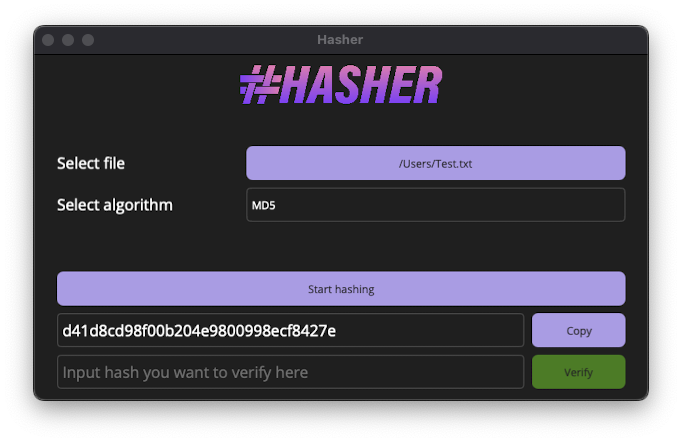 Hasher
#HASHER
Select file
/Users/Test.txt
Select algorithm
MD5
Start hashing
d41d8cd98f00b204e9800998ecf8427e
Copy
Input hash you want to verify here
Verify